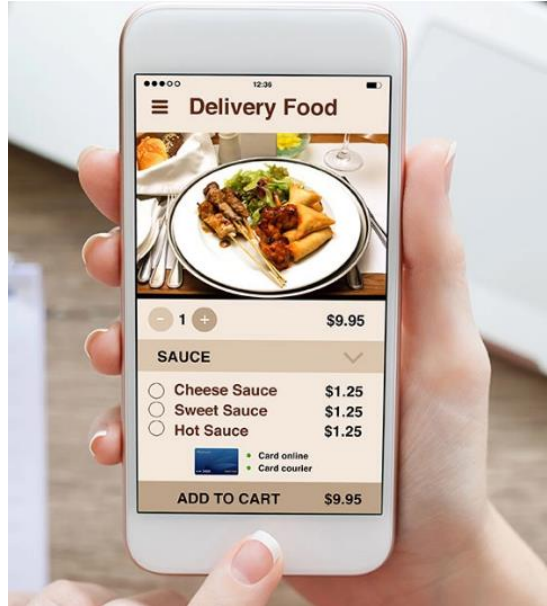 12:36
Delivery Food
- 1 + $9.95
SAUCE
Cheese Sauce $1.25
Sweet Sauce $1.25
Hot Sauce $1.25
Card online
Card courier
ADD TO CART $9.95